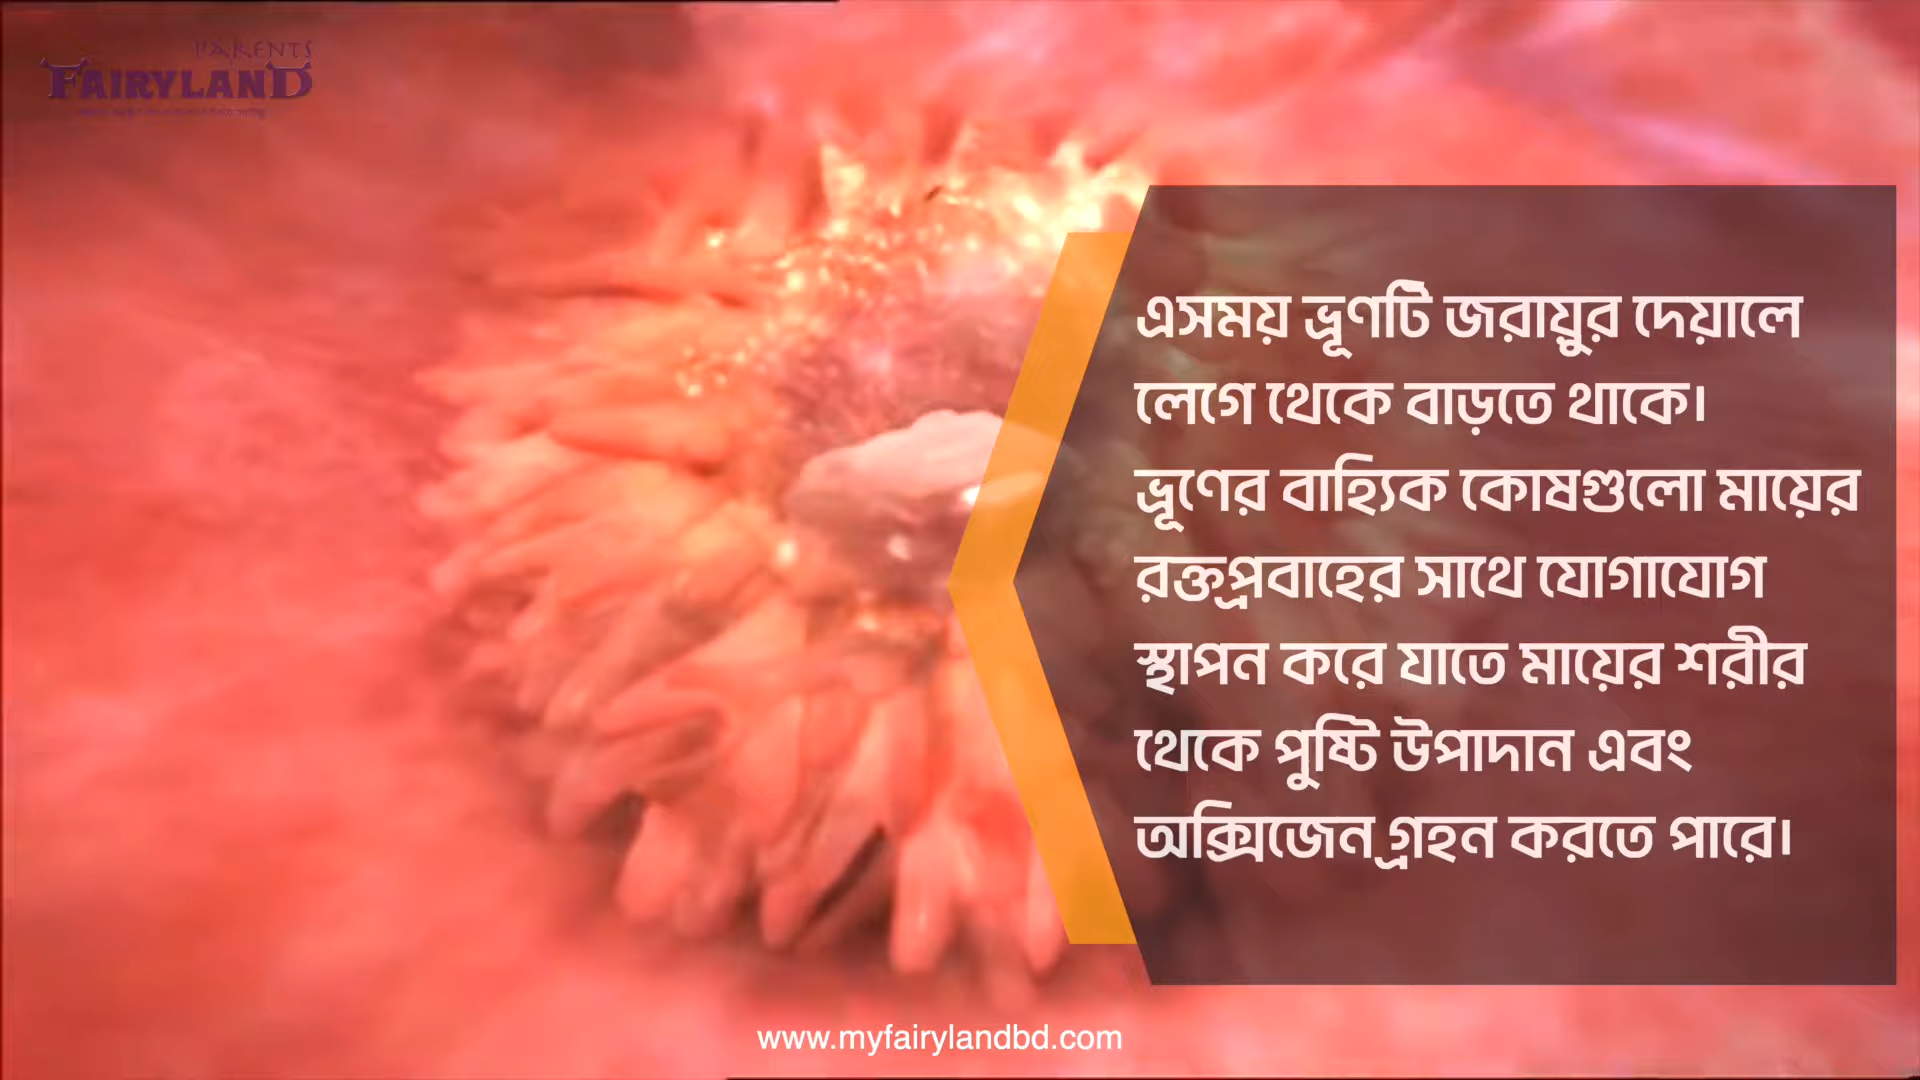 PARENTS
FAIRYLAND
এসময় ভ্রূণটি জরায়ুর দেয়ালে
লেগে থেকে বাড়তে থাকে।
ভ্রূণের বাহ্যিক কোষগুলো মায়ের
রক্তপ্রবাহের সাথে যোগাযোগ
স্থাপন করে যাতে মায়ের শরীর
থেকে পুষ্টি উপাদান এবং
অক্সিজেন গ্রহন করতে পারে।
www.myfairylandbd.com